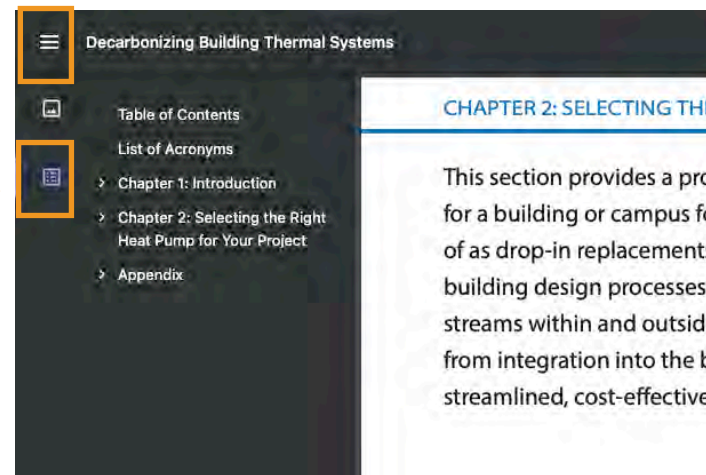 Decarbonizing Building Thermal Systems
Table of Contents
List of Acronyms
Chapter 1: Introduction
Chapter 2: Selecting the Right
Heat Pump for Your Project
Appendix
CHAPTER 2: SELECTING THE
This section provides a pro
for a building or campus fo
of as drop-in replacements
building design processes
streams within and outsid
from integration into the b
streamlined, cost-effective